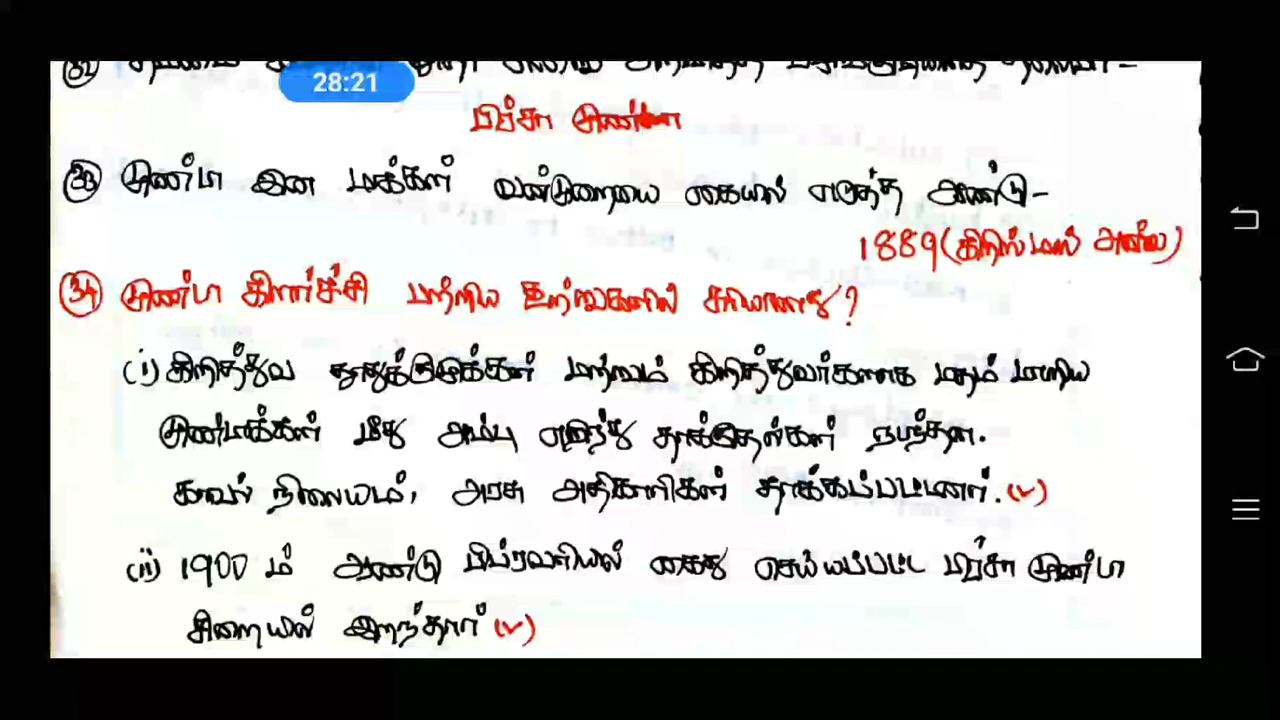 28:21
பிர்சா முண்டா
33 முண்டா இன மக்கள் வன்முறையை கையில் எடுத்த ஆண்டு-
1889 (கிறிஸ்மஸ் அன்று)
34 முண்டா கிளர்ச்சி பற்றிய கூற்றுகளில் சரியானது?
(i) கிறித்துவ தூதுக்குழுக்கள் மற்றும் கிறித்துவர்களாக மதம் மாறிய
முண்டாக்கள் மீது அம்பு எறிந்து தாக்குதல்கள் நடந்தன.
காவல் நிலையம், அரசு அதிகாரிகள் தாக்கப்பட்டனர். (✓)
(ii) 1900 ம் ஆண்டு பிப்ரவரியில் கைது செய்யப்பட்ட பிர்சா முண்டா
சிறையில் இறந்தார் (✓)